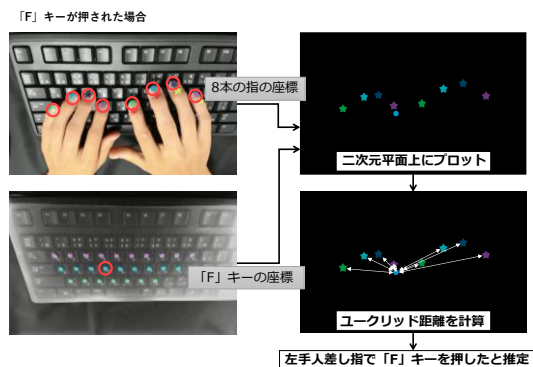 「F」キーが押された場合
8本の指の座標
二次元平面上にプロット
「F」キーの座標
ユークリッド距離を計算
左手人差し指で「F」キーを押したと推定